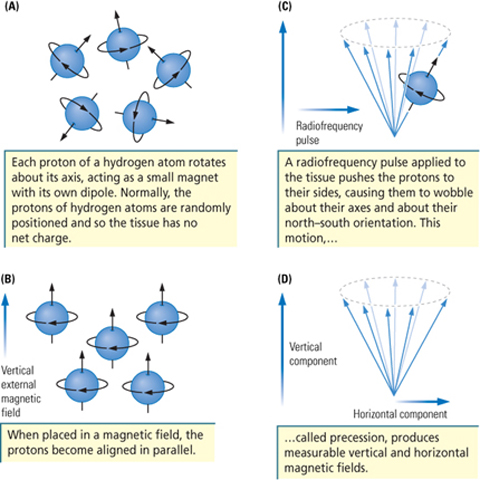 (A)
Each proton of a hydrogen atom rotates
about its axis, acting as a small magnet
with its own dipole. Normally, the
protons of hydrogen atoms are randomly
positioned and so the tissue has no
net charge.
(B)
Vertical
external
magnetic
field
When placed in a magnetic field, the
protons become aligned in parallel.
(C)
Radiofrequency
pulse
A radiofrequency pulse applied to
the tissue pushes the protons to
their sides, causing them to wobble
about their axes and about their
north–south orientation. This
motion,...
(D)
Vertical
component
Horizontal component
...called precession, produces
measurable vertical and horizontal
magnetic fields.